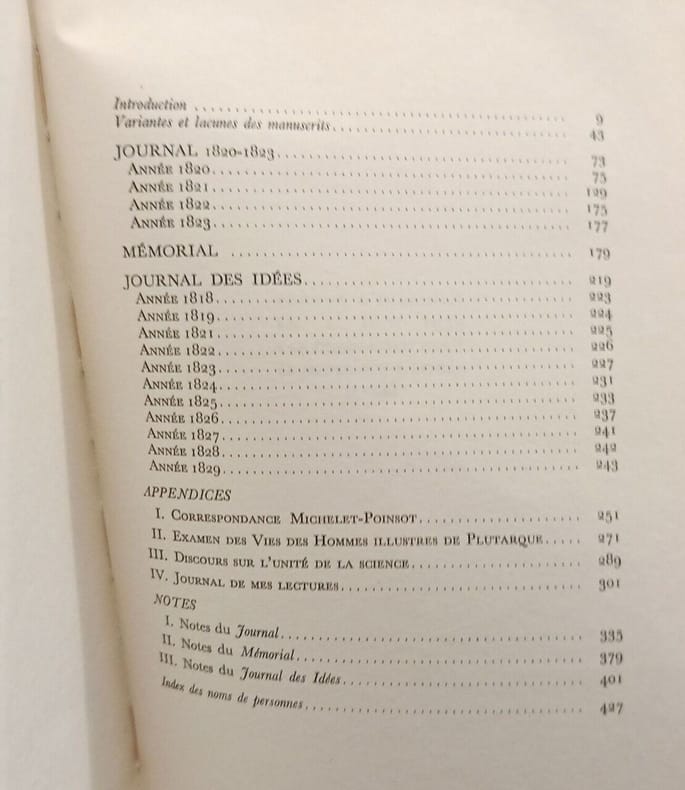 Introduction .......... 9
Variantes et lacunes des manuscrits .......... 43
JOURNAL 1820-1823 .......... 73
ANNÉE 1820 .......... 75
ANNÉE 1821 .......... 129
ANNÉE 1822 .......... 175
ANNÉE 1823 .......... 177
MÉMORIAL .......... 179
JOURNAL DES IDÉES .......... 219
ANNÉE 1818 .......... 223
ANNÉE 1819 .......... 224
ANNÉE 1821 .......... 225
ANNÉE 1822 .......... 226
ANNÉE 1823 .......... 227
ANNÉE 1824 .......... 231
ANNÉE 1825 .......... 233
ANNÉE 1826 .......... 237
ANNÉE 1827 .......... 241
ANNÉE 1828 .......... 242
ANNÉE 1829 .......... 243
APPENDICES
I. CORRESPONDANCE MICHELET-POINSOT .......... 251
II. EXAMEN DES VIES DES HOMMES ILLUSTRES DE PLUTARQUE ..... 271
III. DISCOURS SUR L'UNITÉ DE LA SCIENCE .......... 289
IV. JOURNAL DE MES LECTURES .......... 301
NOTES
I. Notes du Journal .......... 335
II. Notes du Mémorial .......... 379
III. Notes du Journal des Idées .......... 401
Index des noms de personnes .......... 427